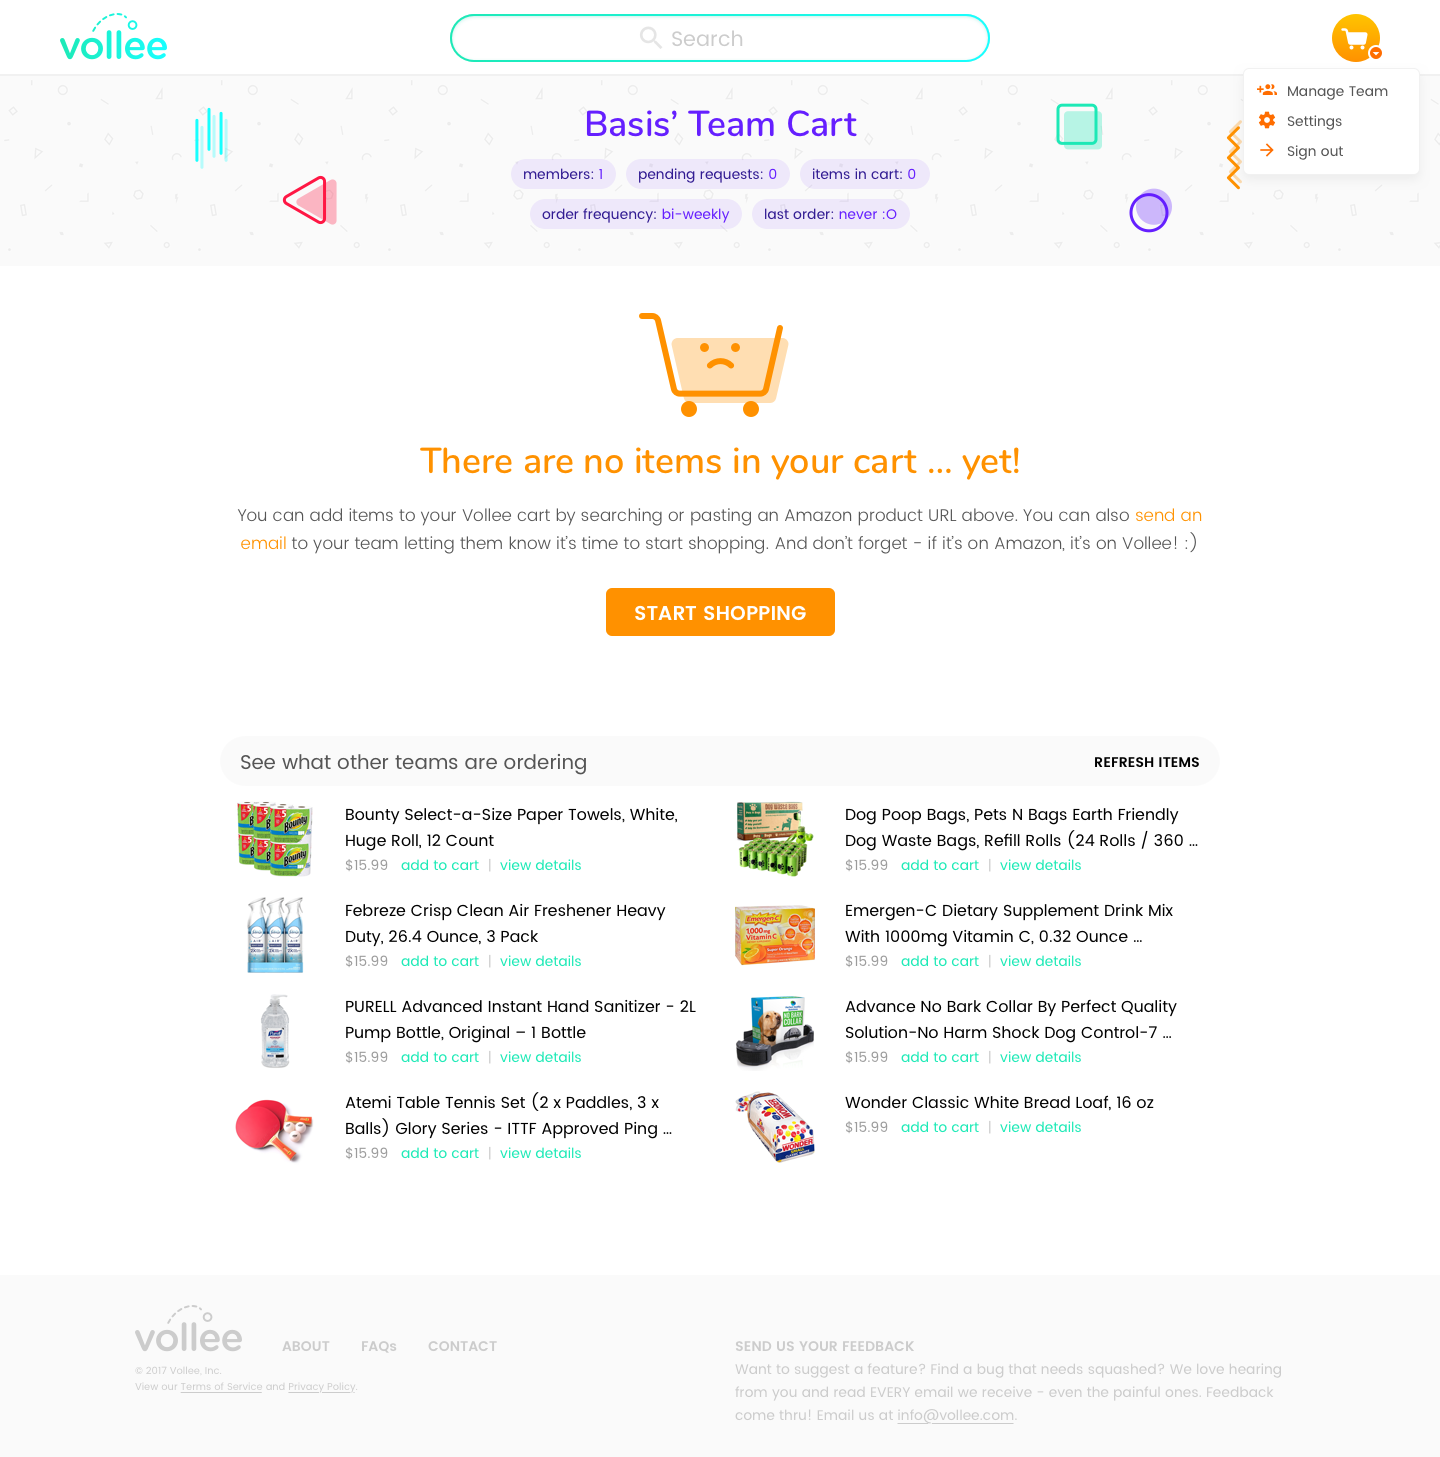 vollee
Search
Manage Team
Settings
Sign out
Basis’ Team Cart
members: 1
pending requests: 0
items in cart: 0
order frequency: bi-weekly
last order: never :O
There are no items in your cart ... yet!
You can add items to your Vollee cart by searching or pasting an Amazon product URL above. You can also send an
email to your team letting them know it’s time to start shopping. And don’t forget - if it’s on Amazon, it’s on Vollee! :)
START SHOPPING
See what other teams are ordering
REFRESH ITEMS
Bounty Select-a-Size Paper Towels, White,
Huge Roll, 12 Count
$15.99 add to cart | view details
Dog Poop Bags, Pets N Bags Earth Friendly
Dog Waste Bags, Refill Rolls (24 Rolls / 360 ...
$15.99 add to cart | view details
Febreze Crisp Clean Air Freshener Heavy
Duty, 26.4 Ounce, 3 Pack
$15.99 add to cart | view details
Emergen-C Dietary Supplement Drink Mix
With 1000mg Vitamin C, 0.32 Ounce ...
$15.99 add to cart | view details
PURELL Advanced Instant Hand Sanitizer - 2L
Pump Bottle, Original – 1 Bottle
$15.99 add to cart | view details
Advance No Bark Collar By Perfect Quality
Solution-No Harm Shock Dog Control-7 ...
$15.99 add to cart | view details
Atemi Table Tennis Set (2 x Paddles, 3 x
Balls) Glory Series - ITTF Approved Ping ...
$15.99 add to cart | view details
Wonder Classic White Bread Loaf, 16 oz
$15.99 add to cart | view details
vollee
ABOUT
FAQs
CONTACT
© 2017 Vollee, Inc.
View our Terms of Service and Privacy Policy.
SEND US YOUR FEEDBACK
Want to suggest a feature? Find a bug that needs squashed? We love hearing
from you and read EVERY email we receive - even the painful ones. Feedback
come thru! Email us at info@vollee.com.